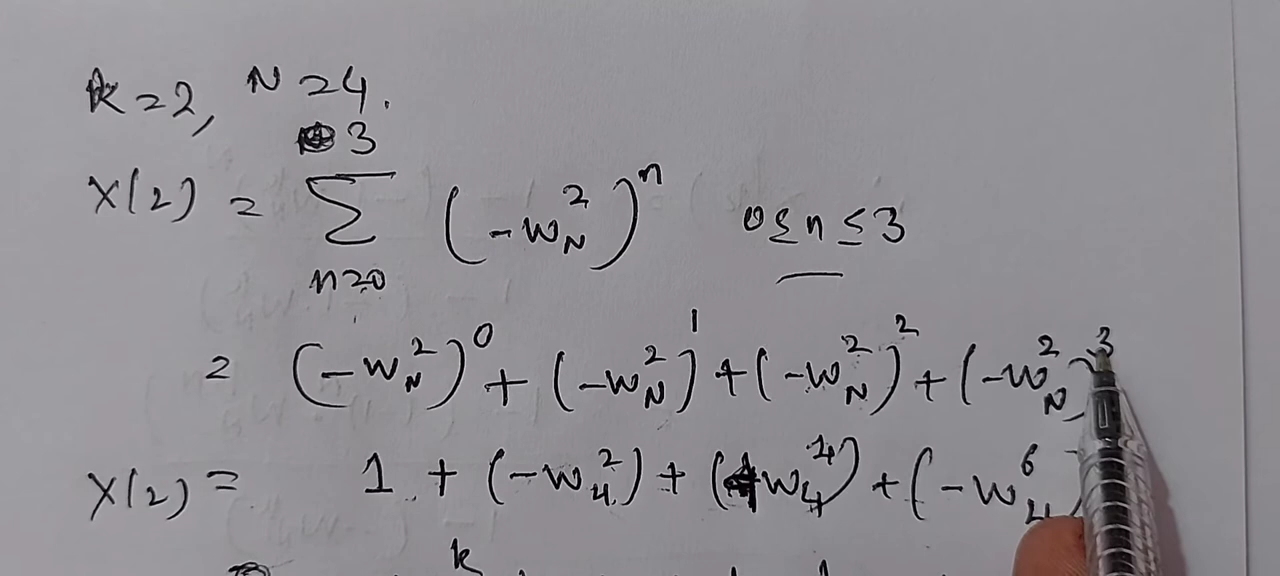 k=2, N=4.
3
X(2) = Σ (-W_N^2)^n 0≤n≤3
n=0
= (-W_N^2)^0 + (-W_N^2)^1 + (-W_N^2)^2 + (-W_N^2)^3
X(2) = 1 + (-W_4^2) + (W_4^4) + (-W_4^6
k